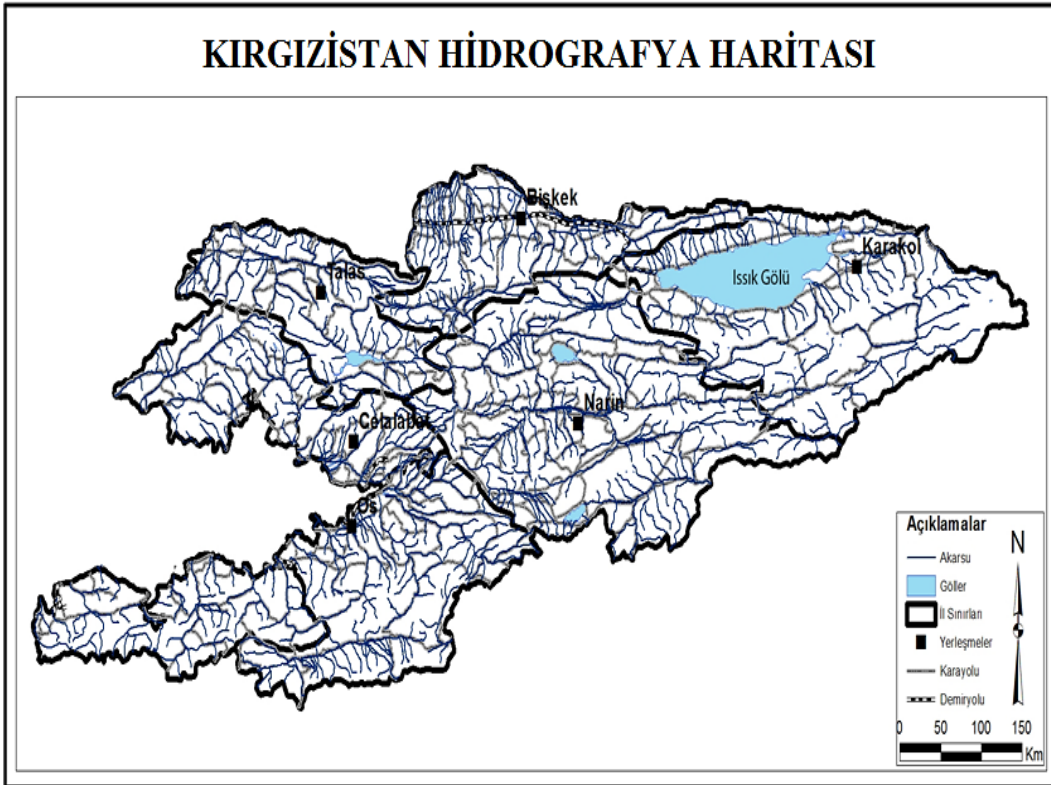 KIRGIZİSTAN HİDROGRAFYA HARİTASI
Bişkek
Karakol
Issık Gölü
Talas
Narin
Celalabat
Oş
Açıklamalar
N
Akarsu
Göller
İl Sınırları
Yerleşmeler
Karayolu
Demiryolu
0 50 100 150
Km